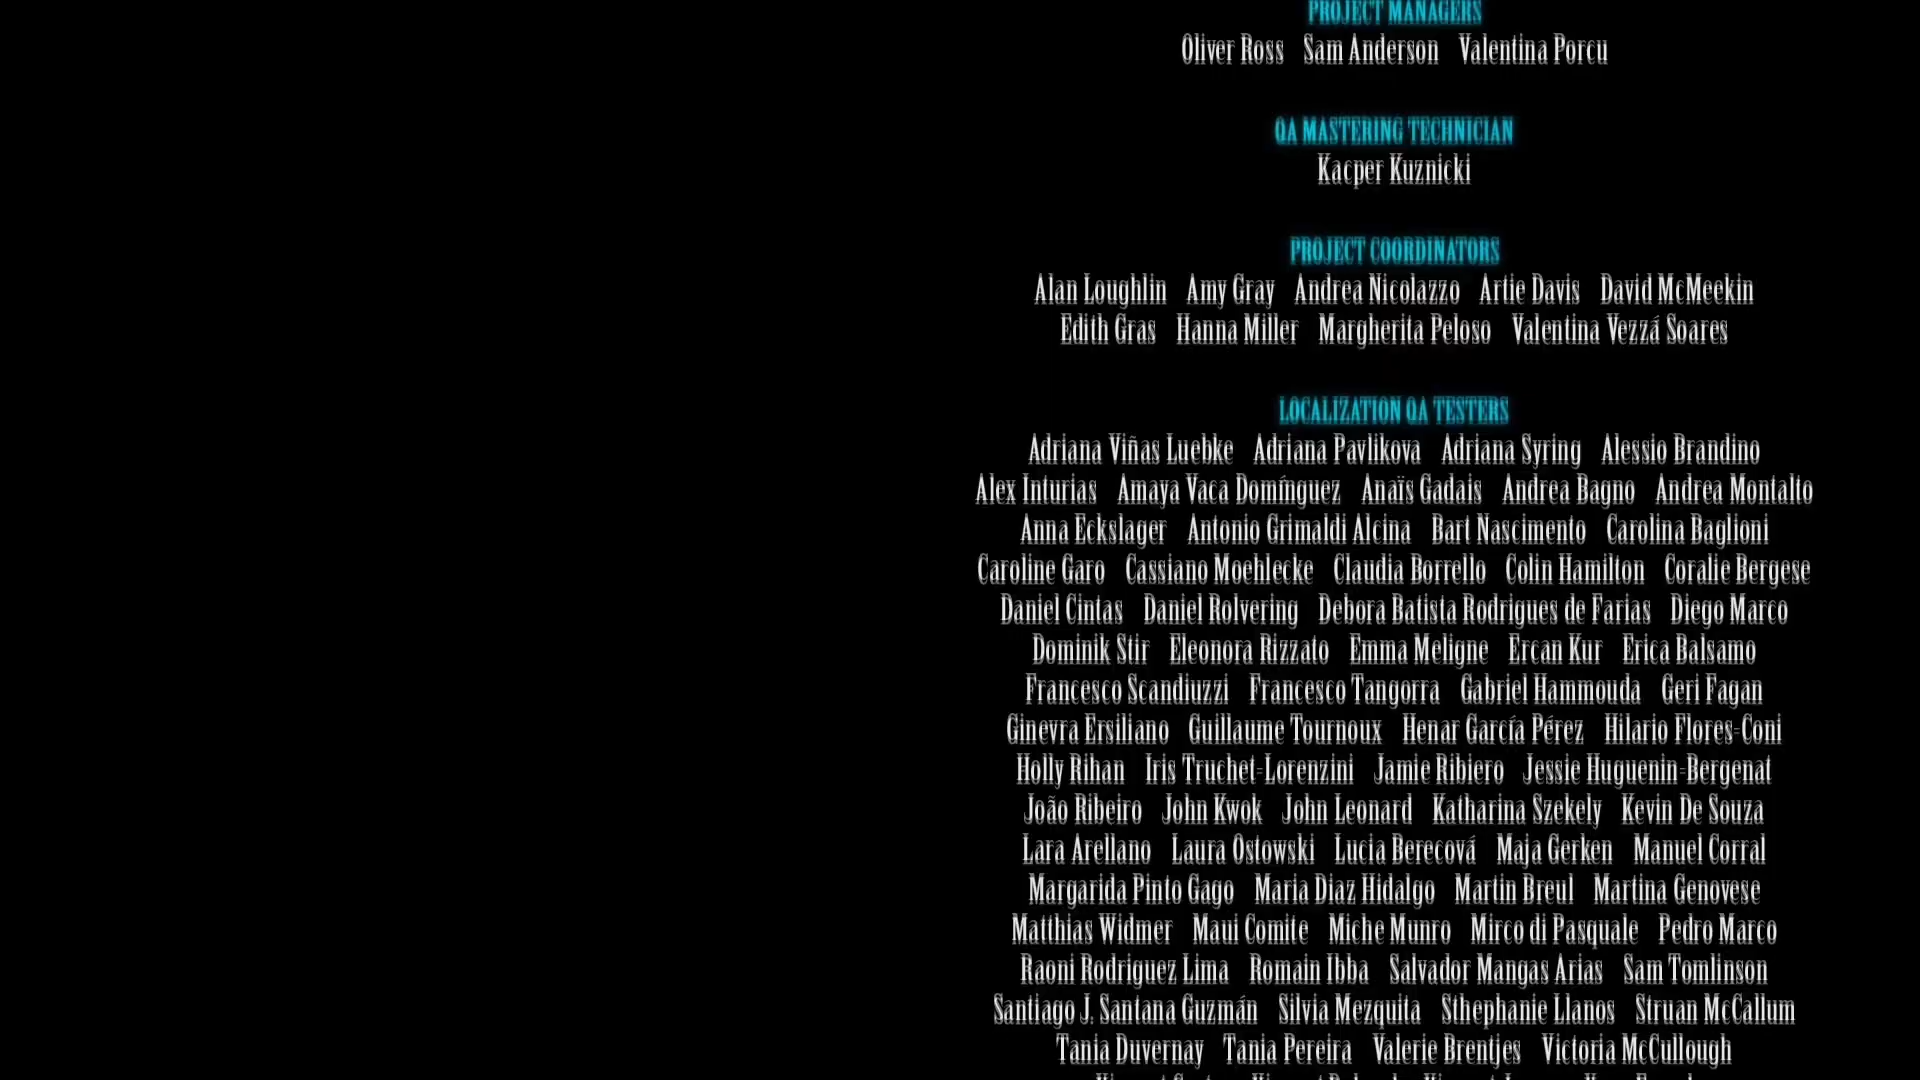 PROJECT MANAGERS
Oliver Ross Sam Anderson Valentina Porcu
QA MASTERING TECHNICIAN
Kacper Kuznicki
PROJECT COORDINATORS
Alan Loughlin Amy Gray Andrea Nicolazzo Artie Davis David McMeekin
Edith Gras Hanna Miller Margherita Peloso Valentina Vezzá Soares
LOCALIZATION QA TESTERS
Adriana Viñas Luebke Adriana Pavlikova Adriana Syring Alessio Brandino
Alex Inturias Amaya Vaca Domínguez Anaïs Gadais Andrea Bagno Andrea Montalto
Anna Eckslager Antonio Grimaldi Alcina Bart Nascimento Carolina Baglioni
Caroline Garo Cassiano Moehlecke Claudia Borrello Colin Hamilton Coralie Bergese
Daniel Cintas Daniel Rolvering Debora Batista Rodrigues de Farias Diego Marco
Dominik Stir Eleonora Rizzato Emma Meligne Ercan Kur Erica Balsamo
Francesco Scandiuzzi Francesco Tangorra Gabriel Hammouda Geri Fagan
Ginevra Ersiliano Guillaume Tournoux Henar García Pérez Hilario Flores-Coni
Holly Rihan Iris Truchet-Lorenzini Jamie Ribiero Jessie Huguenin-Bergenat
João Ribeiro John Kwok John Leonard Katharina Szekely Kevin De Souza
Lara Arellano Laura Ostowski Lucia Berecová Maja Gerken Manuel Corral
Margarida Pinto Gago Maria Diaz Hidalgo Martin Breul Martina Genovese
Matthias Widmer Maui Comite Miche Munro Mirco di Pasquale Pedro Marco
Raoni Rodriguez Lima Romain Ibba Salvador Mangas Arias Sam Tomlinson
Santiago J. Santana Guzmán Silvia Mezquita Sthephanie Llanos Struan McCallum
Tania Duvernay Tania Pereira Valerie Brentjes Victoria McCullough